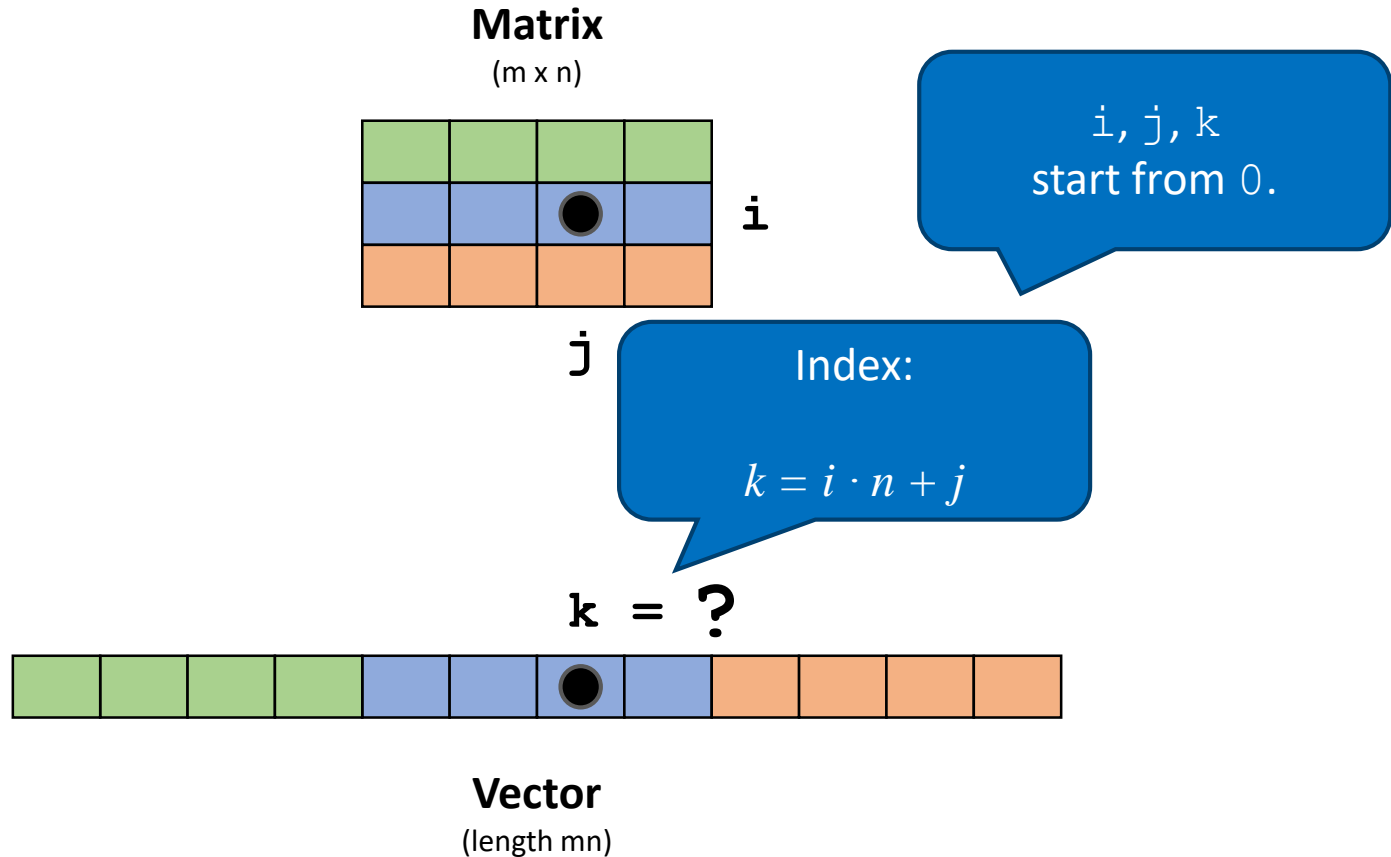 Matrix
(m x n)
i, j, k
start from 0.
i
j
Index:
k = i · n + j
k = ?
Vector
(length mn)